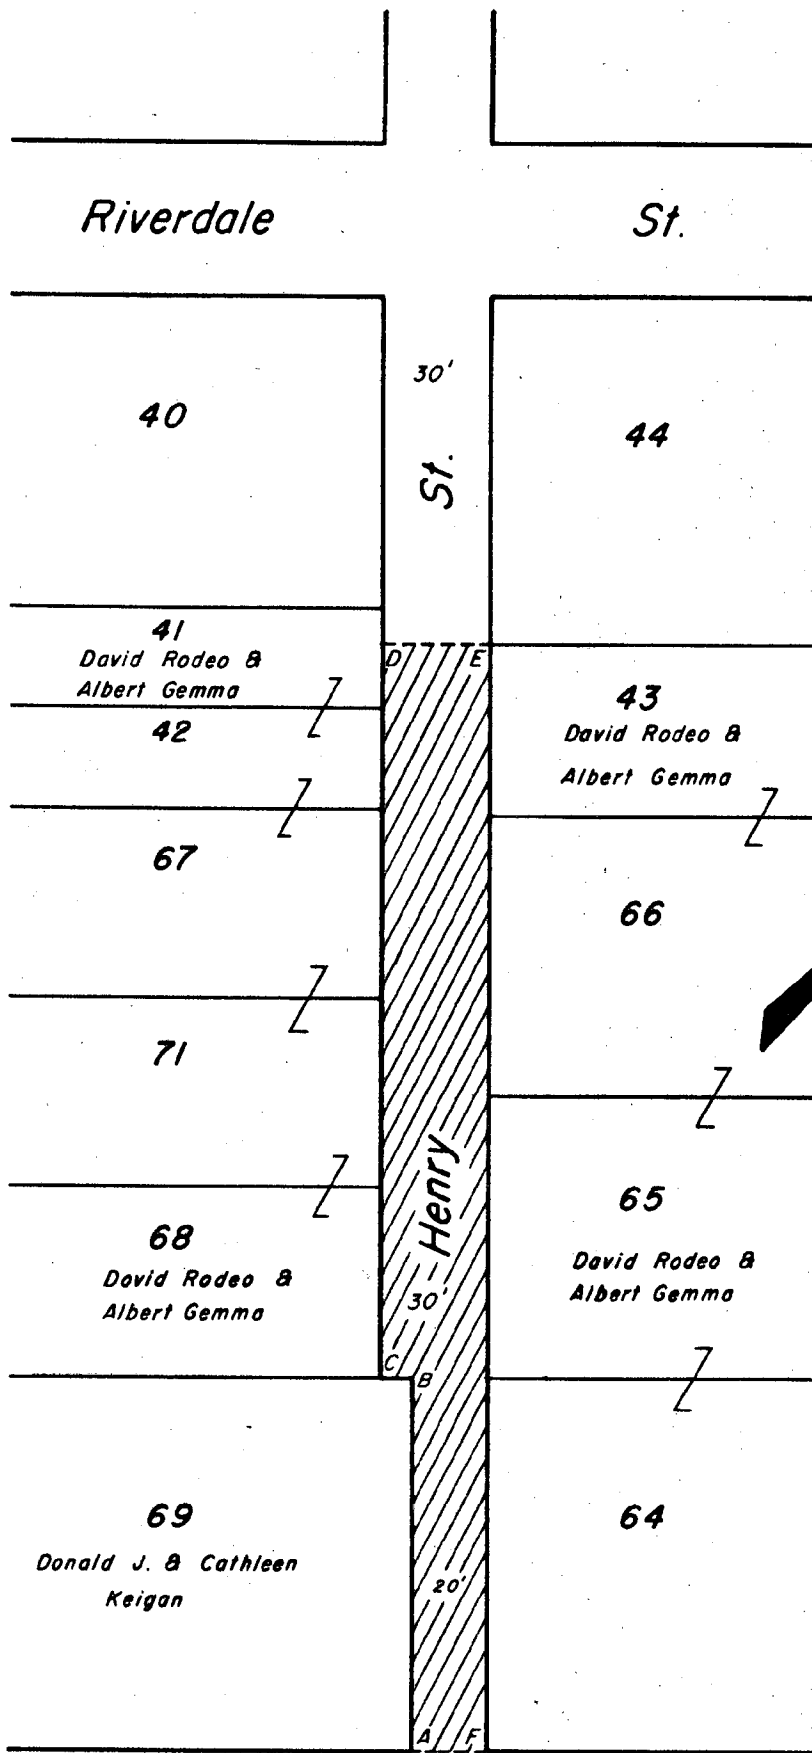 Riverdale St.
30'
40
44
St.
41
David Rodeo &
Albert Gemma
D E
43
David Rodeo &
Albert Gemma
42
67
66
71
Henry
65
David Rodeo &
Albert Gemma
68
David Rodeo &
Albert Gemma
30'
C
B
69
Donald J. & Cathleen
Keigan
64
20'
A F